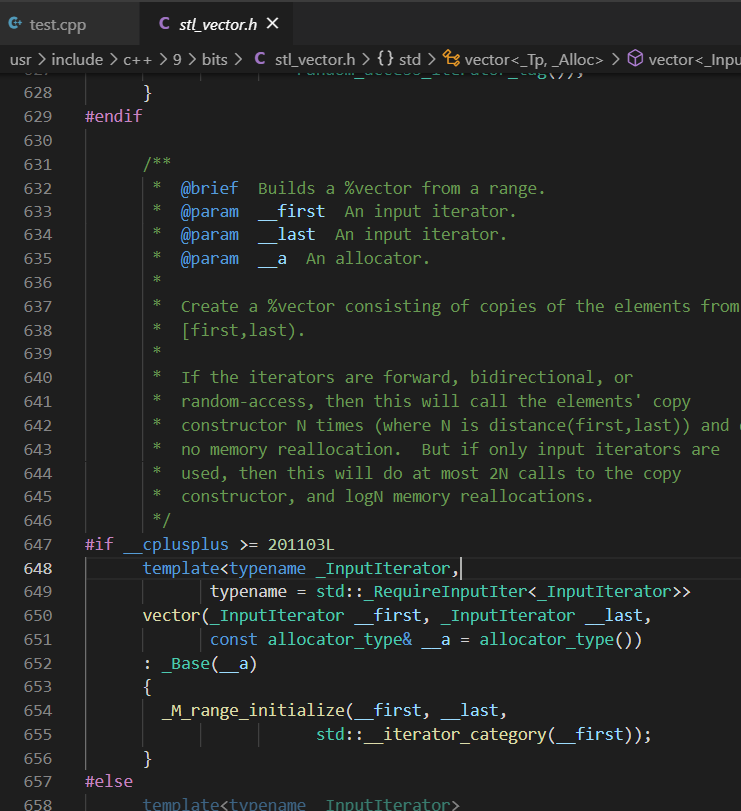 test.cpp
stl_vector.h
usr > include > c++ > 9 > bits > C stl_vector.h > {} std > vector<_Tp, _Alloc> > vector<_Inpu
627 random_access_iterator_tag());
628 }
629 #endif
630
631 /**
632 * @brief Builds a %vector from a range.
633 * @param __first An input iterator.
634 * @param __last An input iterator.
635 * @param __a An allocator.
636 *
637 * Create a %vector consisting of copies of the elements from
638 * [first,last).
639 *
640 * If the iterators are forward, bidirectional, or
641 * random-access, then this will call the elements' copy
642 * constructor N times (where N is distance(first,last)) and
643 * no memory reallocation. But if only input iterators are
644 * used, then this will do at most 2N calls to the copy
645 * constructor, and logN memory reallocations.
646 */
647 #if __cplusplus >= 201103L
648 template<typename _InputIterator,
649 typename = std::_RequireInputIter<_InputIterator>>
650 vector(_InputIterator __first, _InputIterator __last,
651 const allocator_type& __a = allocator_type())
652 : _Base(__a)
653 {
654 _M_range_initialize(__first, __last,
655 std::__iterator_category(__first));
656 }
657 #else
658 template<typename _InputIterator>